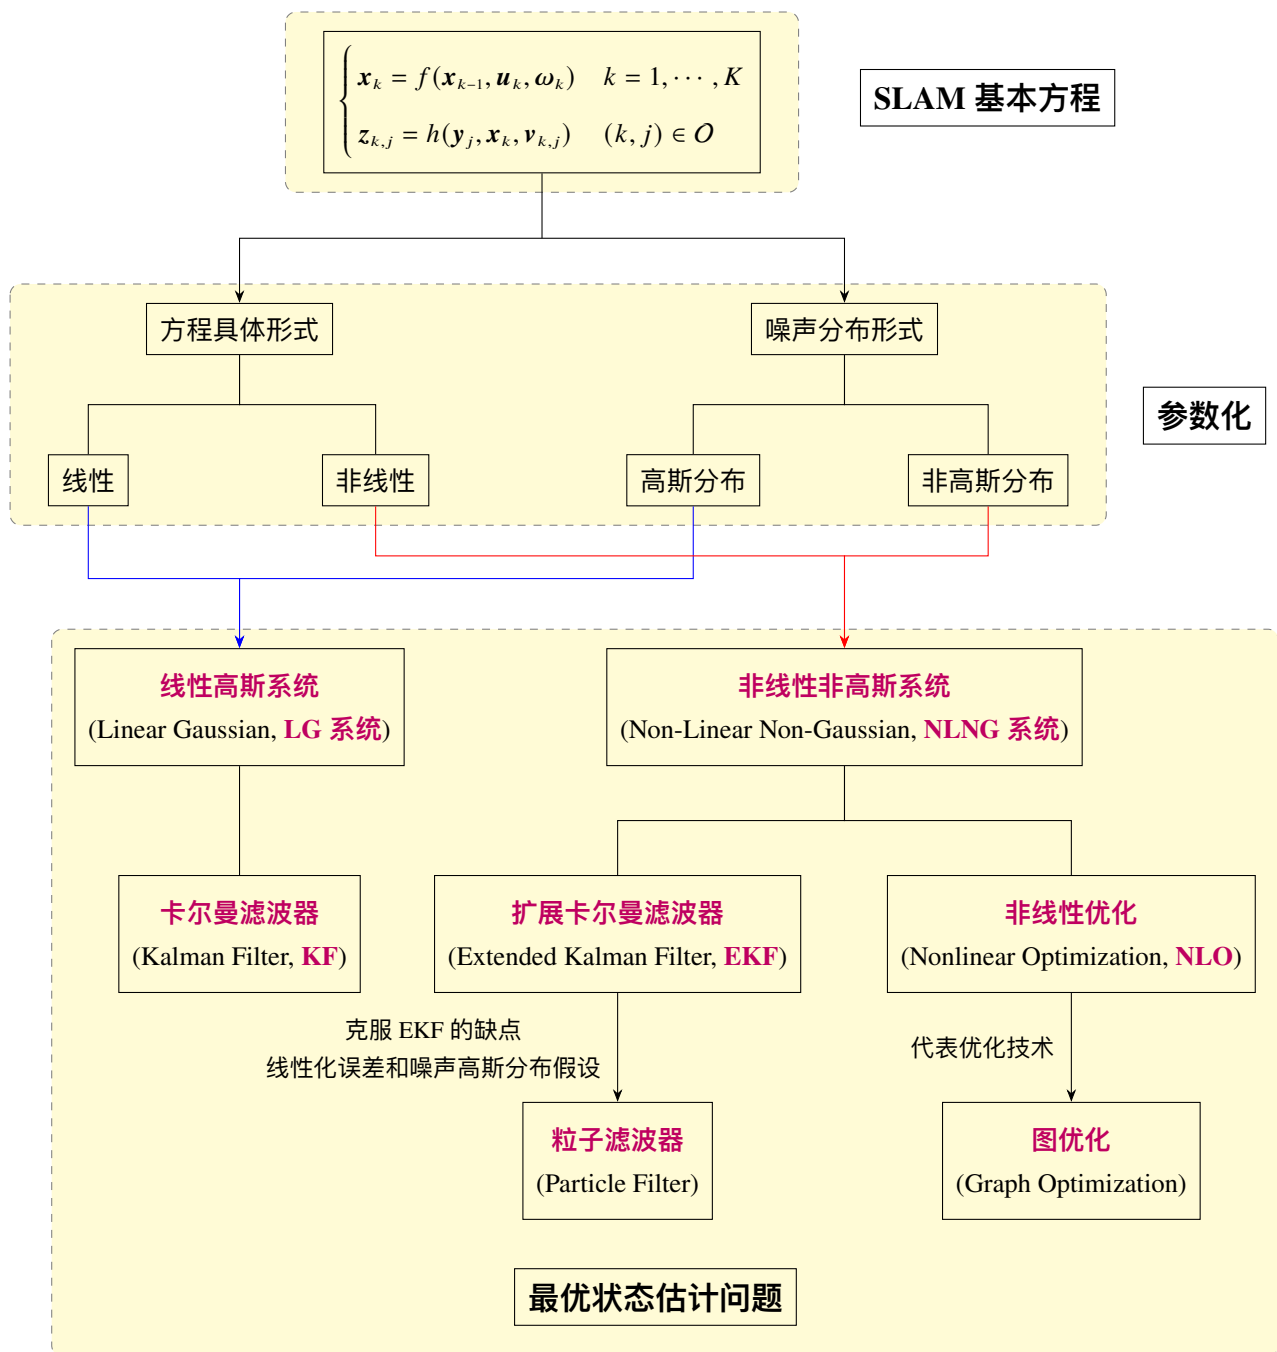 x_k = f(x_{k−1}, u_k, ω_k) k = 1, ⋯ , K
z_{k,j} = h(y_j, x_k, v_{k,j}) (k, j) ∈ O
SLAM 基本方程
方程具体形式
噪声分布形式
参数化
线性
非线性
高斯分布
非高斯分布
线性高斯系统
(Linear Gaussian, LG 系统)
非线性非高斯系统
(Non-Linear Non-Gaussian, NLNG 系统)
卡尔曼滤波器
(Kalman Filter, KF)
扩展卡尔曼滤波器
(Extended Kalman Filter, EKF)
非线性优化
(Nonlinear Optimization, NLO)
克服 EKF 的缺点
线性化误差和噪声高斯分布假设
代表优化技术
粒子滤波器
(Particle Filter)
图优化
(Graph Optimization)
最优状态估计问题